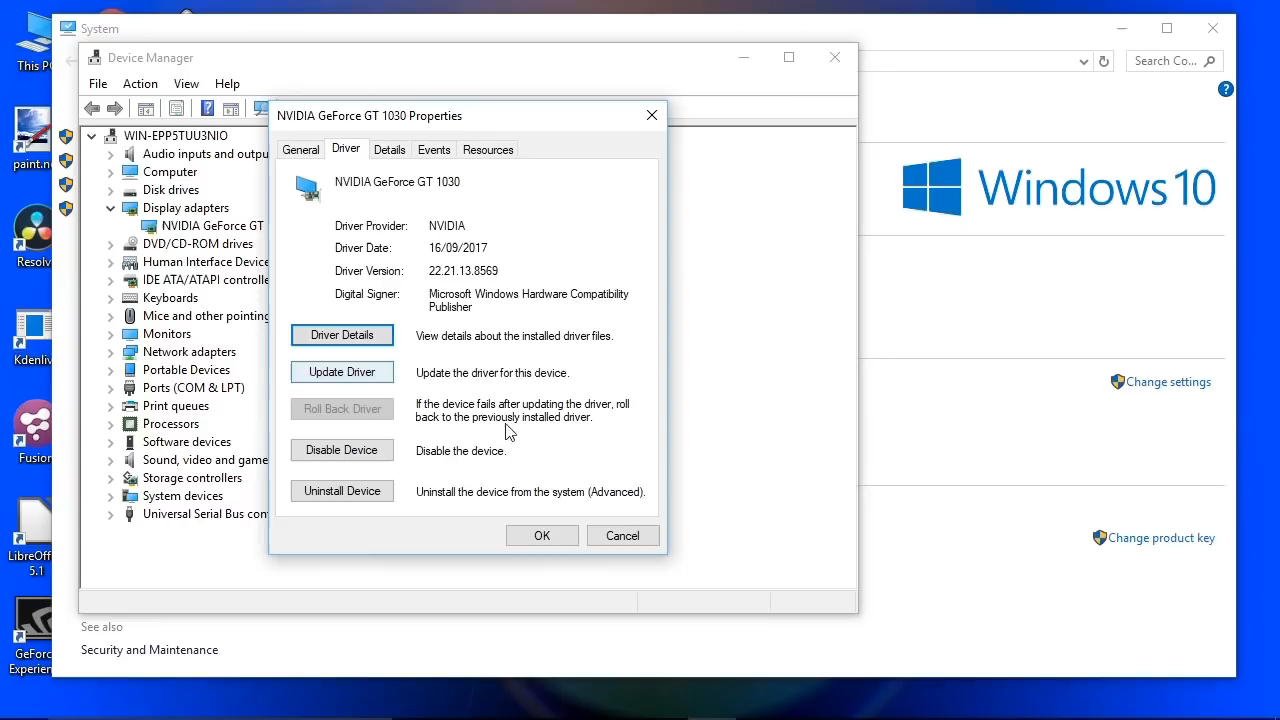 This P
paint.n
Resolv
Kdenliv
Fusion
LibreOffi
5.1
GeForc
Experien
System
Search Co...
Device Manager
File Action View Help
WIN-EPP5TUU3NIO
Audio inputs and outpu
Computer
Disk drives
Display adapters
NVIDIA GeForce GT
DVD/CD-ROM drives
Human Interface Device
IDE ATA/ATAPI controlle
Keyboards
Mice and other pointing
Monitors
Network adapters
Portable Devices
Ports (COM & LPT)
Print queues
Processors
Software devices
Sound, video and game
Storage controllers
System devices
Universal Serial Bus con
NVIDIA GeForce GT 1030 Properties
General Driver Details Events Resources
NVIDIA GeForce GT 1030
Driver Provider: NVIDIA
Driver Date: 16/09/2017
Driver Version: 22.21.13.8569
Digital Signer: Microsoft Windows Hardware Compatibility
Publisher
Driver Details View details about the installed driver files.
Update Driver Update the driver for this device.
Roll Back Driver If the device fails after updating the driver, roll
back to the previously installed driver.
Disable Device Disable the device.
Uninstall Device Uninstall the device from the system (Advanced).
OK Cancel
Windows 10
Change settings
Change product key
See also
Security and Maintenance